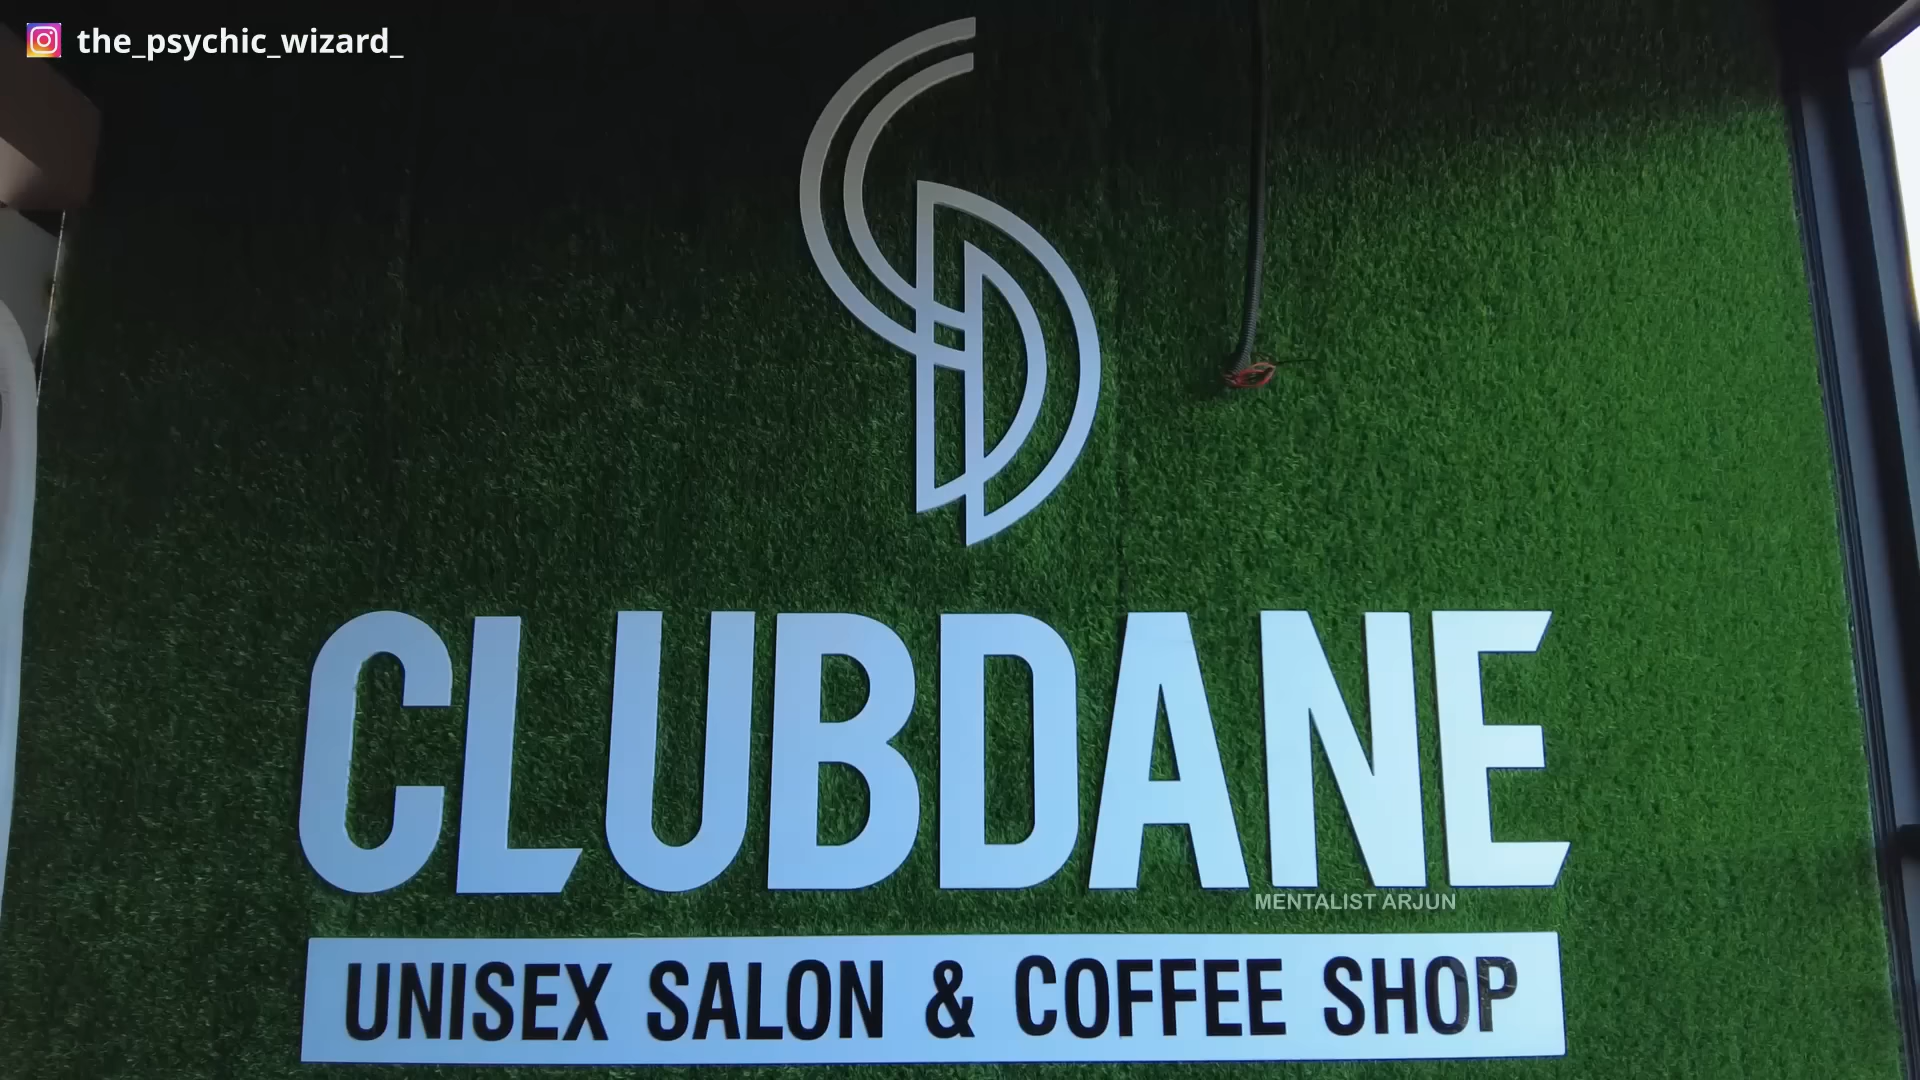 the_psychic_wizard_
CLUBDANE
MENTALIST ARJUN
UNISEX SALON & COFFEE SHOP